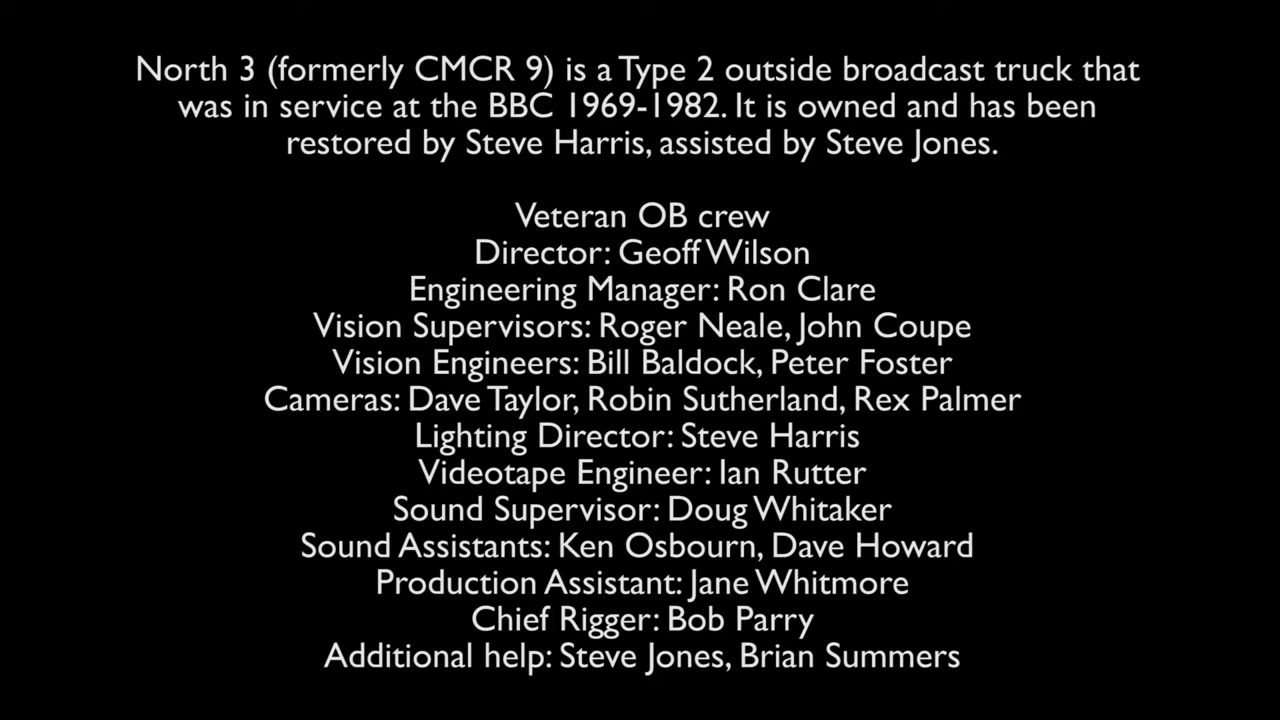 North 3 (formerly CMCR 9) is a Type 2 outside broadcast truck that
was in service at the BBC 1969-1982. It is owned and has been
restored by Steve Harris, assisted by Steve Jones.
Veteran OB crew
Director: Geoff Wilson
Engineering Manager: Ron Clare
Vision Supervisors: Roger Neale, John Coupe
Vision Engineers: Bill Baldock, Peter Foster
Cameras: Dave Taylor, Robin Sutherland, Rex Palmer
Lighting Director: Steve Harris
Videotape Engineer: Ian Rutter
Sound Supervisor: Doug Whitaker
Sound Assistants: Ken Osbourn, Dave Howard
Production Assistant: Jane Whitmore
Chief Rigger: Bob Parry
Additional help: Steve Jones, Brian Summers